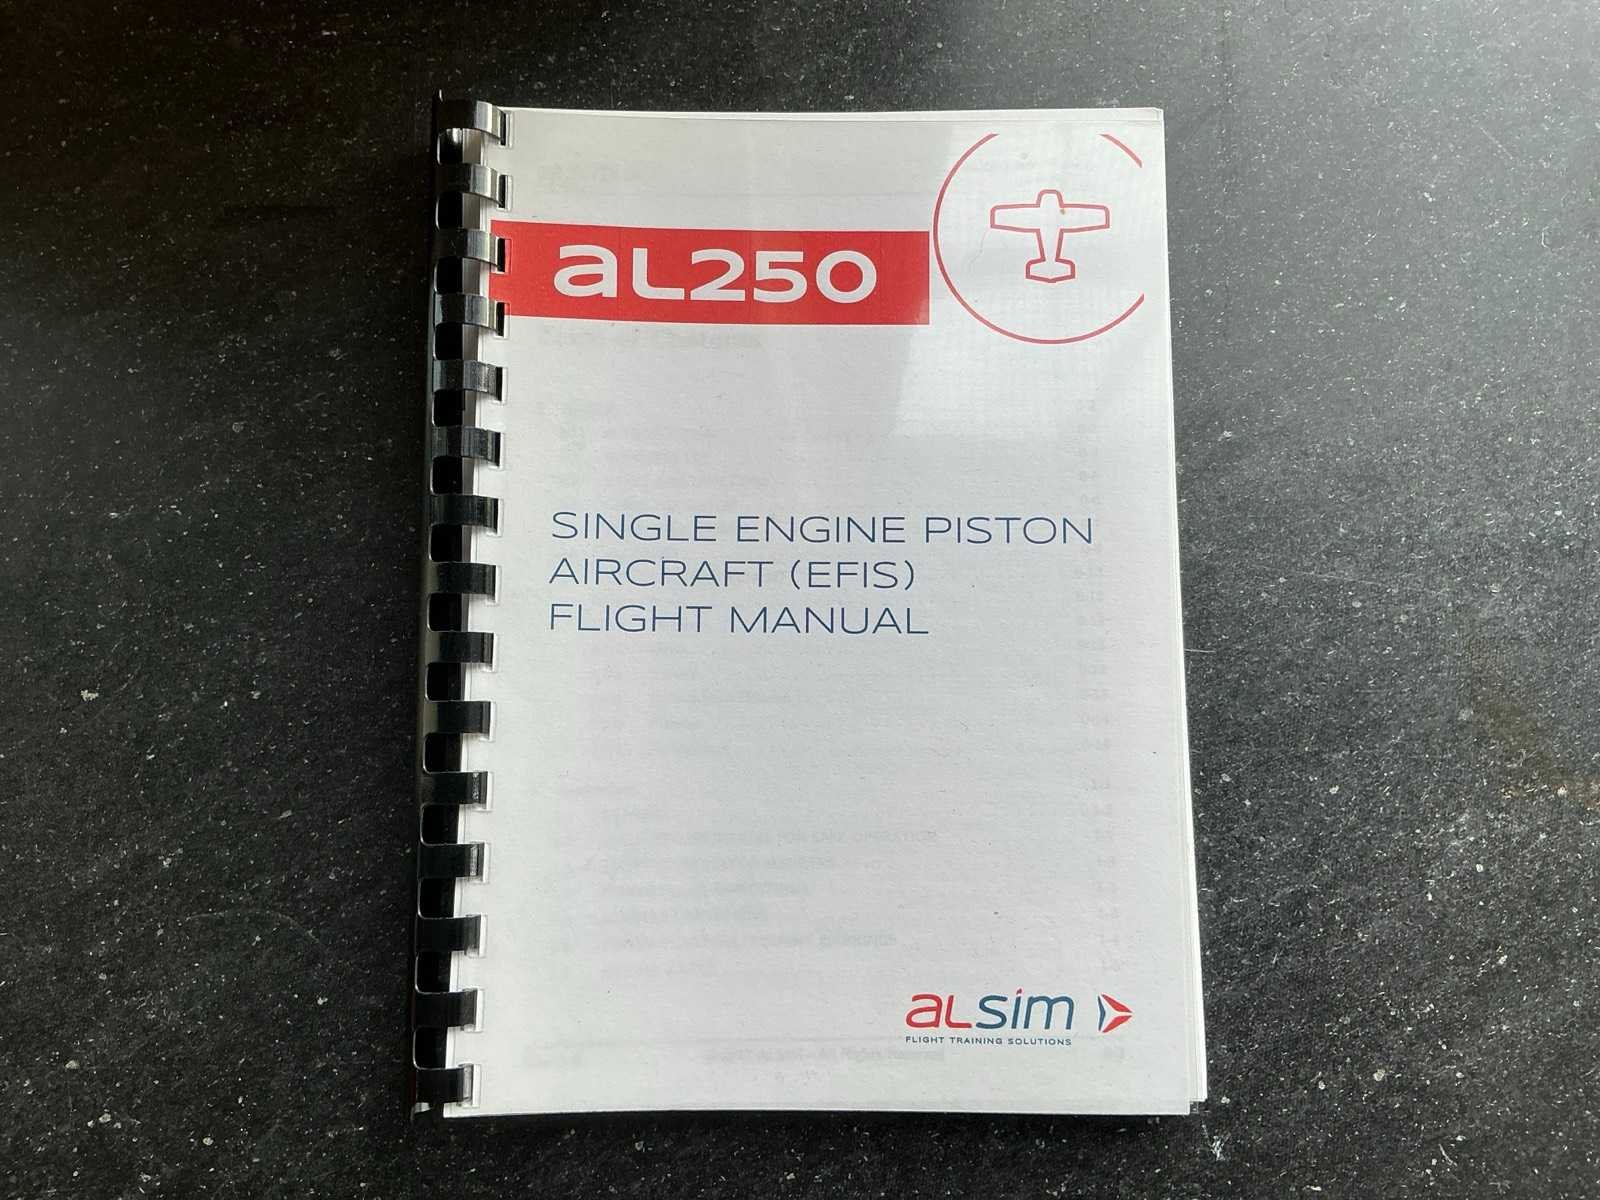 aL250
SINGLE ENGINE PISTON
AIRCRAFT (EFIS)
FLIGHT MANUAL
aLsim
FLIGHT TRAINING SOLUTIONS